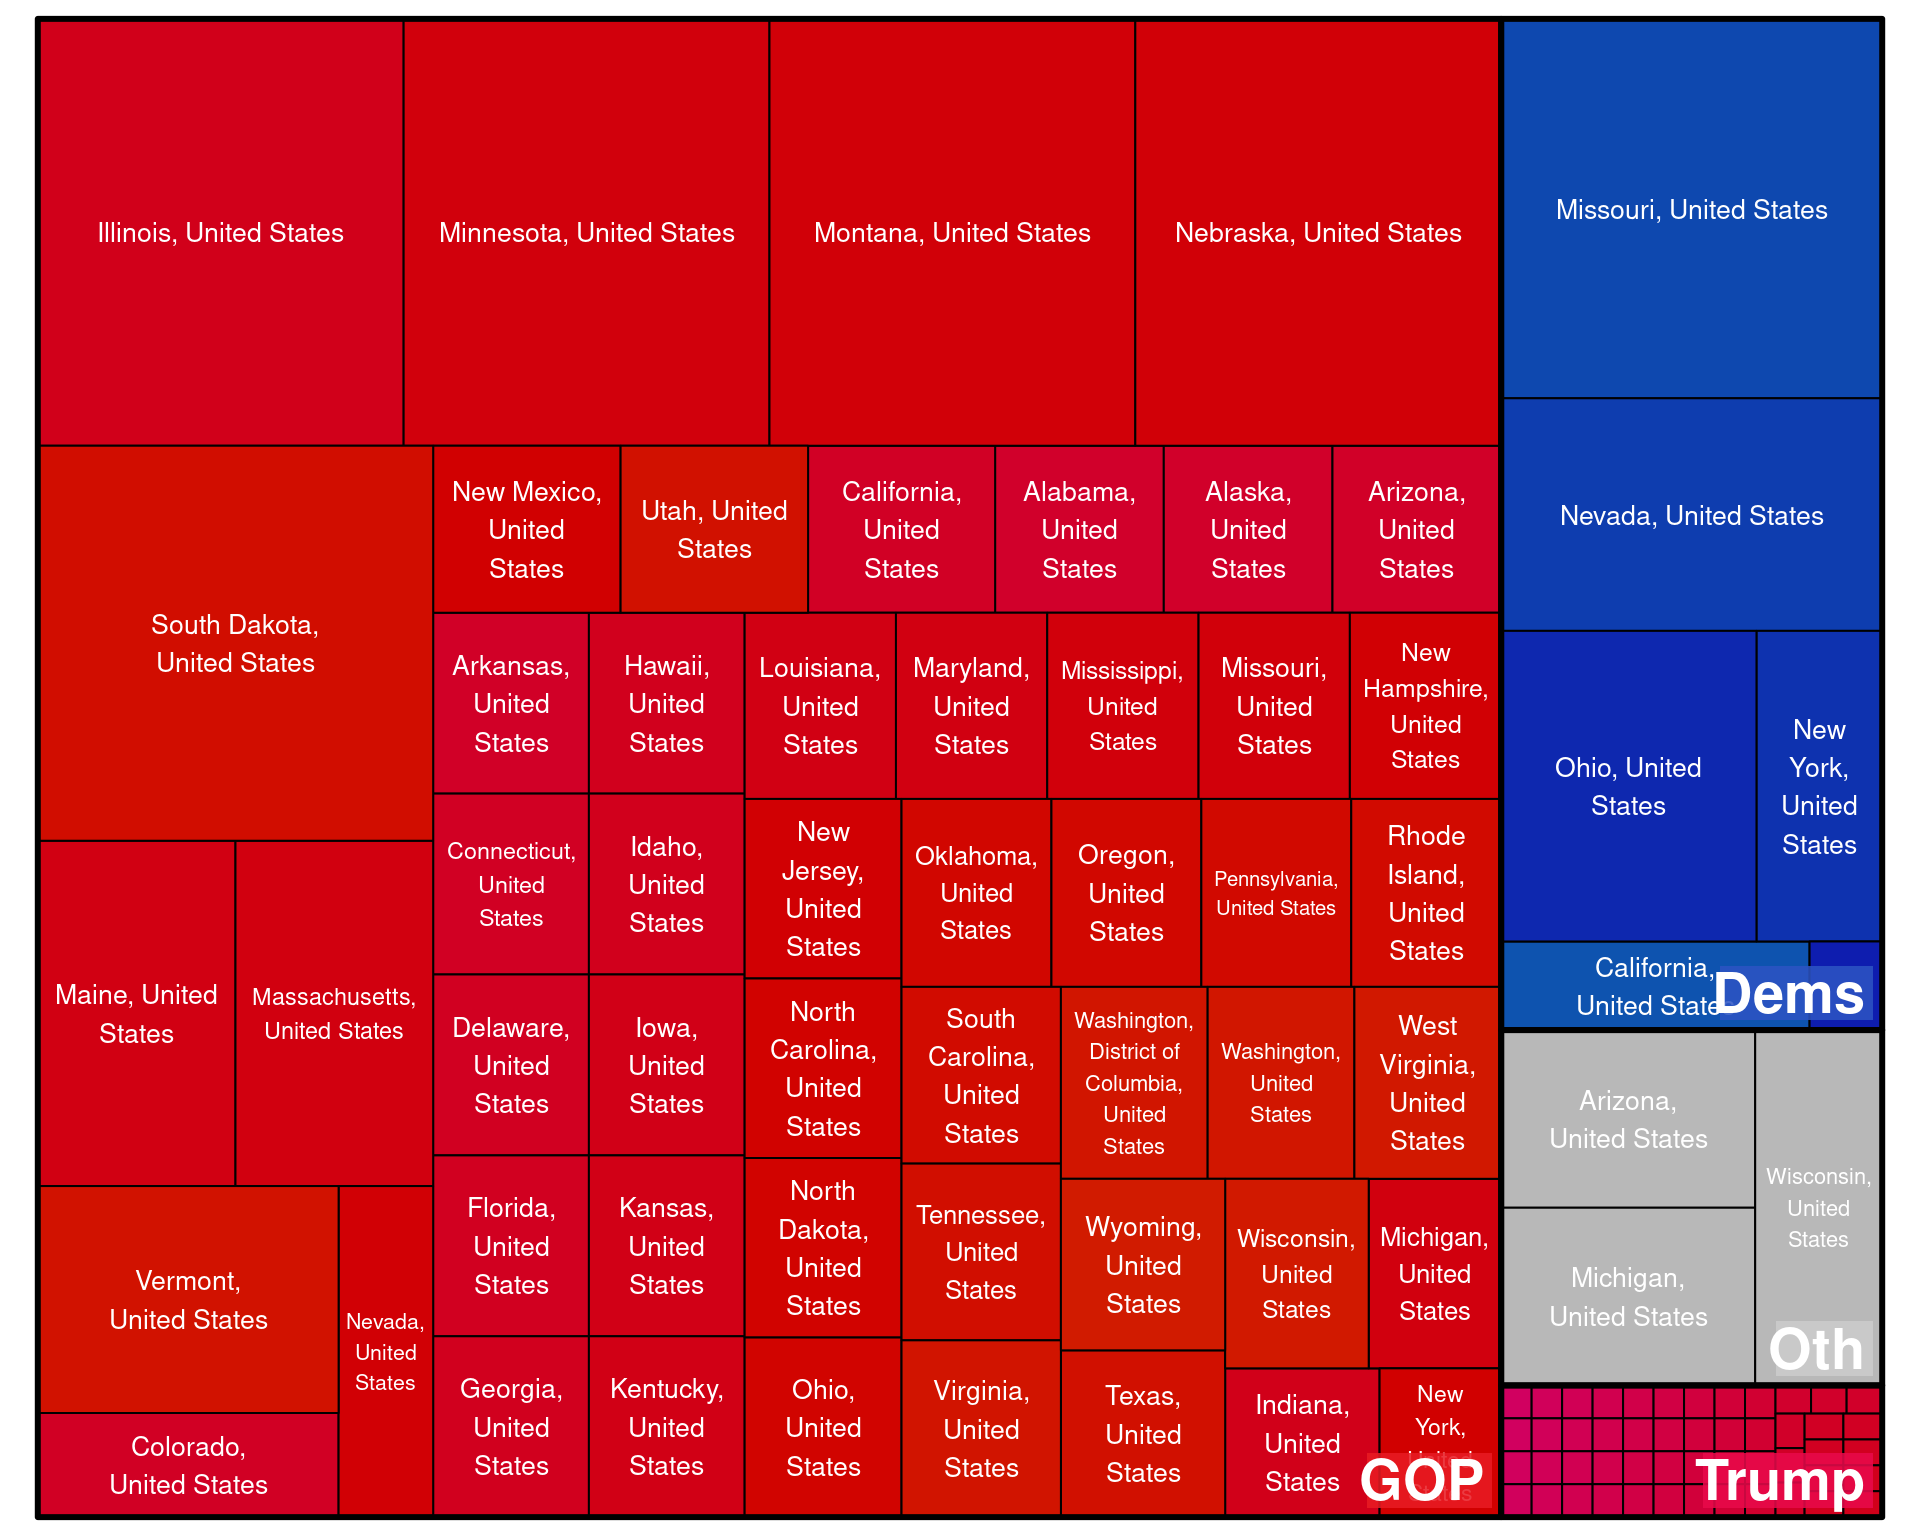 Illinois, United States
Minnesota, United States
Montana, United States
Nebraska, United States
South Dakota,
United States
New Mexico,
United
States
Utah, United
States
California,
United
States
Alabama,
United
States
Alaska,
United
States
Arizona,
United
States
Arkansas,
United
States
Hawaii,
United
States
Louisiana,
United
States
Maryland,
United
States
Mississippi,
United
States
Missouri,
United
States
New
Hampshire,
United
States
Maine, United
States
Massachusetts,
United States
Connecticut,
United
States
Idaho,
United
States
New
Jersey,
United
States
Oklahoma,
United
States
Oregon,
United
States
Pennsylvania,
United States
Rhode
Island,
United
States
Delaware,
United
States
Iowa,
United
States
North
Carolina,
United
States
South
Carolina,
United
States
Washington,
District of
Columbia,
United
States
Washington,
United
States
West
Virginia,
United
States
Vermont,
United States
Nevada,
United
States
Florida,
United
States
Kansas,
United
States
North
Dakota,
United
States
Tennessee,
United
States
Wyoming,
United
States
Wisconsin,
United
States
Michigan,
United
States
Colorado,
United States
Georgia,
United
States
Kentucky,
United
States
Ohio,
United
States
Virginia,
United
States
Texas,
United
States
Indiana,
United
States
New
York,
United
States
GOP
Missouri, United States
Nevada, United States
Ohio, United
States
New
York,
United
States
California,
United States
Dems
Arizona,
United States
Michigan,
United States
Wisconsin,
United
States
Oth
Trump